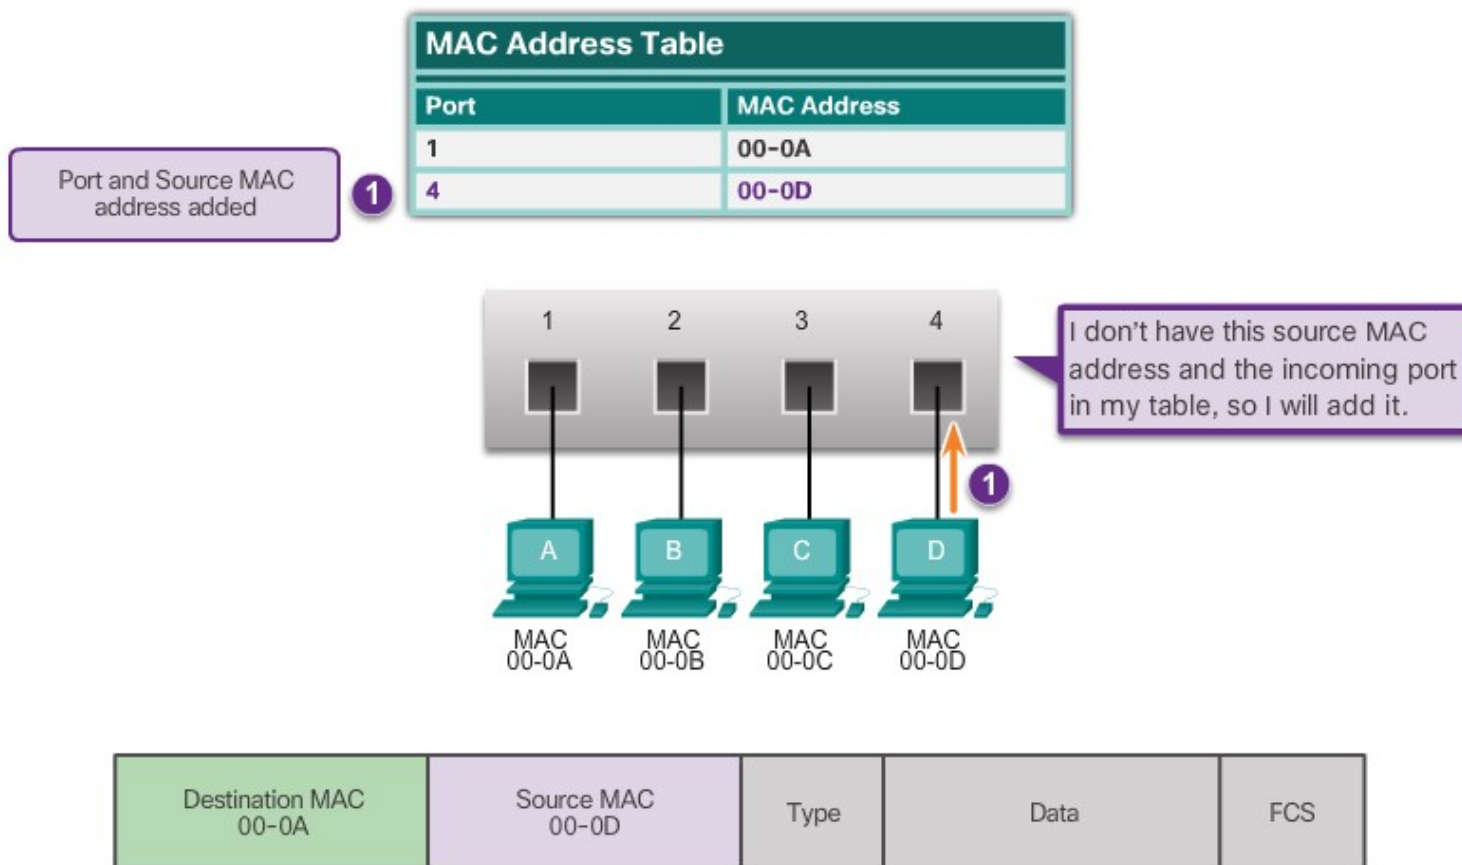 MAC Address Table
Port MAC Address
1 00-0A
4 00-0D
Port and Source MAC
address added
1
1 2 3 4
I don't have this source MAC
address and the incoming port
in my table, so I will add it.
1
A B C D
MAC MAC MAC MAC
00-0A 00-0B 00-0C 00-0D
Destination MAC Source MAC Type Data FCS
00-0A 00-0D